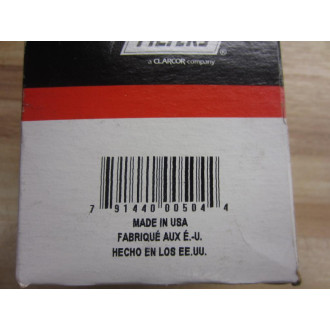 FILTERS®
a CLARCOR company
7 91440 00504 4
MADE IN USA
FABRIQUÉ AUX É.-U.
HECHO EN LOS EE.UU.